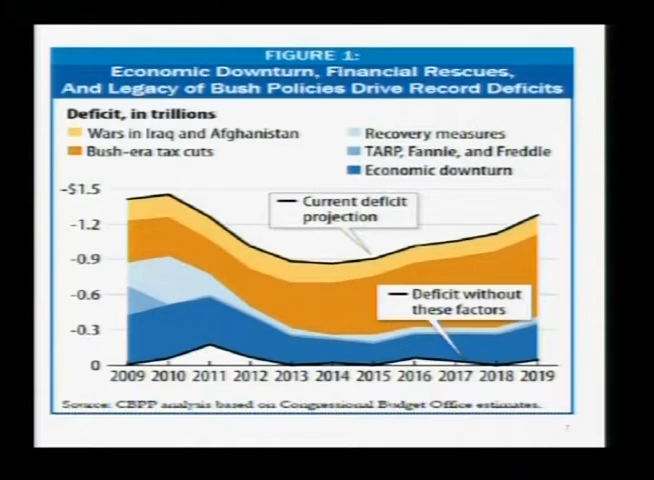 FIGURE 1:
Economic Downturn, Financial Rescues,
And Legacy of Bush Policies Drive Record Deficits
Deficit, in trillions
Wars in Iraq and Afghanistan
Bush-era tax cuts
Recovery measures
TARP, Fannie, and Freddie
Economic downturn
-$1.5
-1.2
-0.9
-0.6
-0.3
0
Current deficit
projection
Deficit without
these factors
2009 2010 2011 2012 2013 2014 2015 2016 2017 2018 2019
Source: CBPP analysis based on Congressional Budget Office estimates.
7